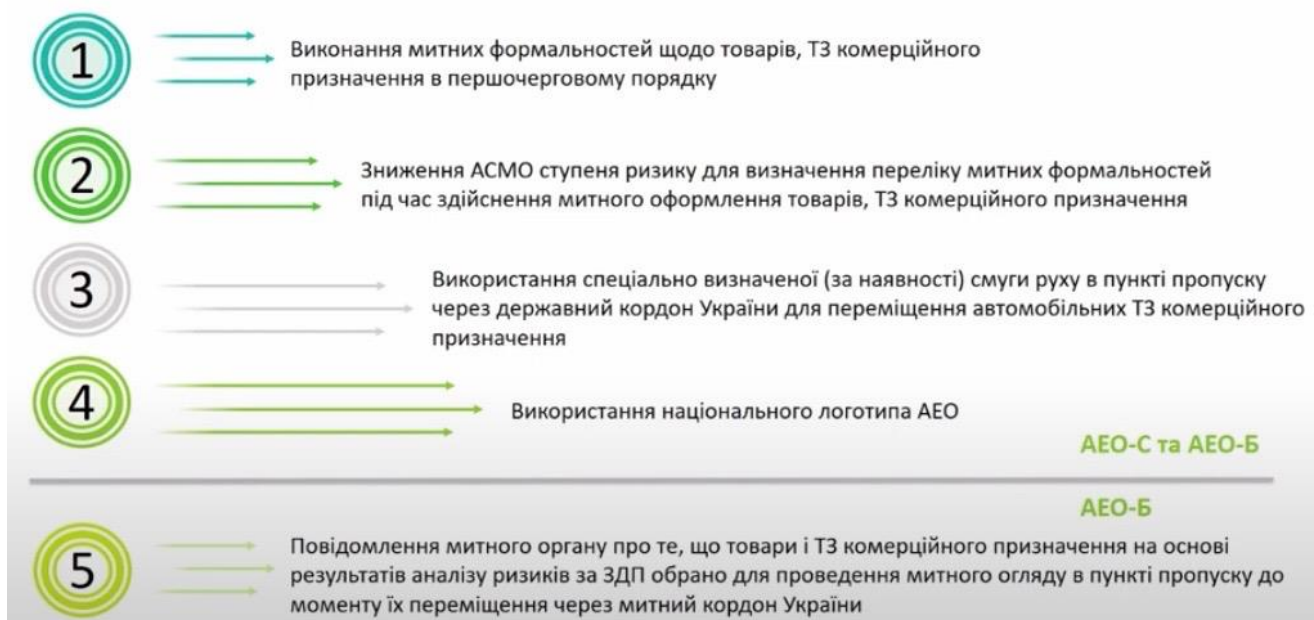 1
Виконання митних формальностей щодо товарів, ТЗ комерційного
призначення в першочерговому порядку
2
Зниження АСМО ступеня ризику для визначення переліку митних формальностей
під час здійснення митного оформлення товарів, ТЗ комерційного призначення
3
Використання спеціально визначеної (за наявності) смуги руху в пункті пропуску
через державний кордон України для переміщення автомобільних ТЗ комерційного
призначення
4
Використання національного логотипа АЕО
АЕО-С та АЕО-Б
АЕО-Б
5
Повідомлення митного органу про те, що товари і ТЗ комерційного призначення на основі
результатів аналізу ризиків за ЗДП обрано для проведення митного огляду в пункті пропуску до
моменту їх переміщення через митний кордон України